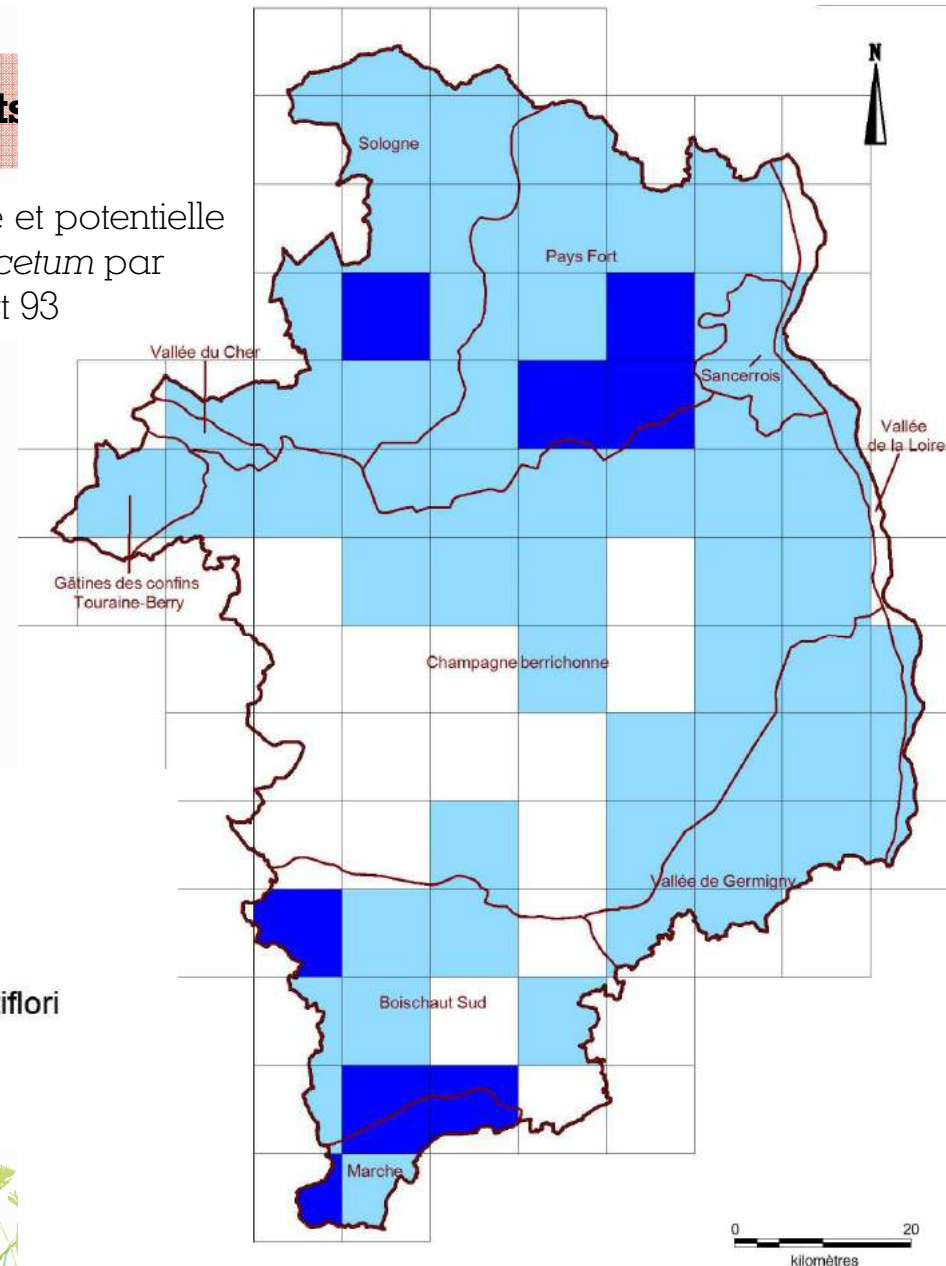 ts
e et potentielle
cetum par
t 93
N
Sologne
Pays Fort
Vallée du Cher
Sancerrois
Vallée
de la Loire
Gâtines des confins
Touraine-Berry
Champagne berrichonne
Vallée de Germigny
Boischaut Sud
iflori
Marche
0 20
kilomètres